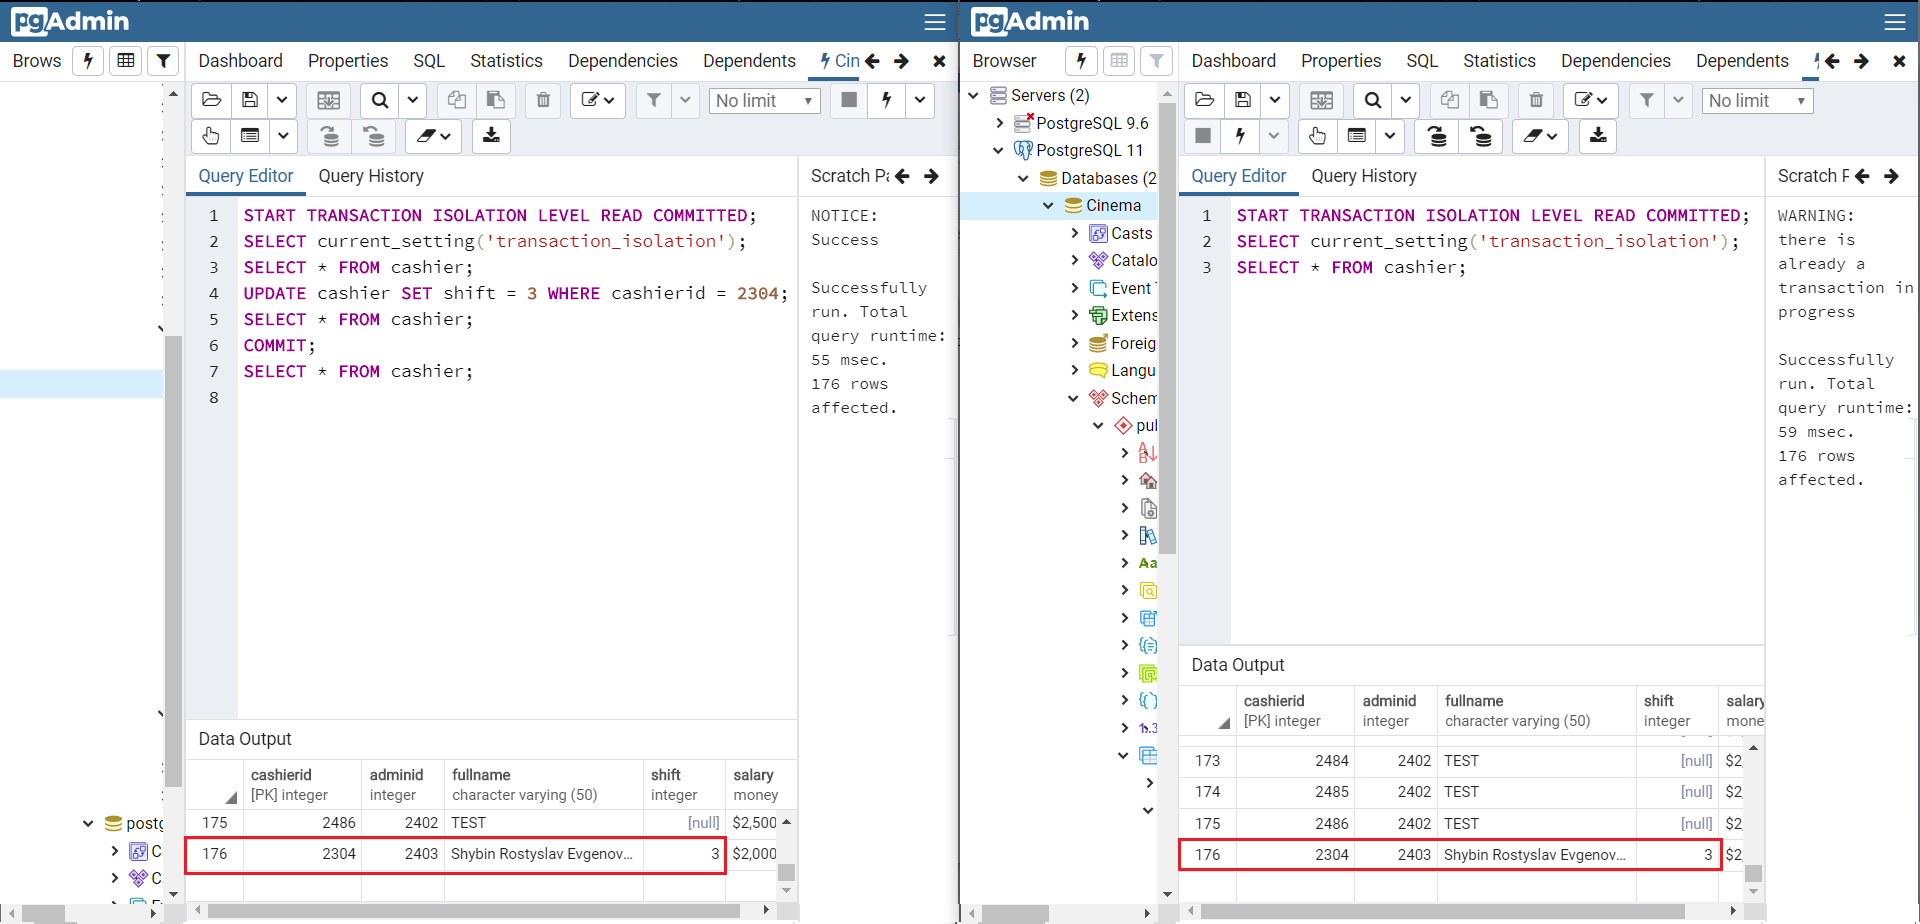 pgAdmin
Brows
Dashboard Properties SQL Statistics Dependencies Dependents Cin
No limit
Query Editor Query History
Scratch Pa
1 START TRANSACTION ISOLATION LEVEL READ COMMITTED;
2 SELECT current_setting('transaction_isolation');
3 SELECT * FROM cashier;
4 UPDATE cashier SET shift = 3 WHERE cashierid = 2304;
5 SELECT * FROM cashier;
6 COMMIT;
7 SELECT * FROM cashier;
8
NOTICE:
Success
Successfully
run. Total
query runtime:
55 msec.
176 rows
affected.
postg
C
C
Data Output
cashierid adminid fullname shift salary
[PK] integer integer character varying (50) integer money
175 2486 2402 TEST [null] $2,500
176 2304 2403 Shybin Rostyslav Evgenov... 3 $2,000
pgAdmin
Browser
Dashboard Properties SQL Statistics Dependencies Dependents
No limit
Servers (2)
PostgreSQL 9.6
PostgreSQL 11
Databases (2
Cinema
Casts
Catalo
Event
Extens
Foreig
Langu
Schem
pul
Aa
1.3
Query Editor Query History
Scratch P
1 START TRANSACTION ISOLATION LEVEL READ COMMITTED;
2 SELECT current_setting('transaction_isolation');
3 SELECT * FROM cashier;
WARNING:
there is
already a
transaction in
progress
Successfully
run. Total
query runtime:
59 msec.
176 rows
affected.
Data Output
cashierid adminid fullname shift salary
[PK] integer integer character varying (50) integer mone
173 2484 2402 TEST [null] $2
174 2485 2402 TEST [null] $2
175 2486 2402 TEST [null] $2
176 2304 2403 Shybin Rostyslav Evgenov... 3 $2